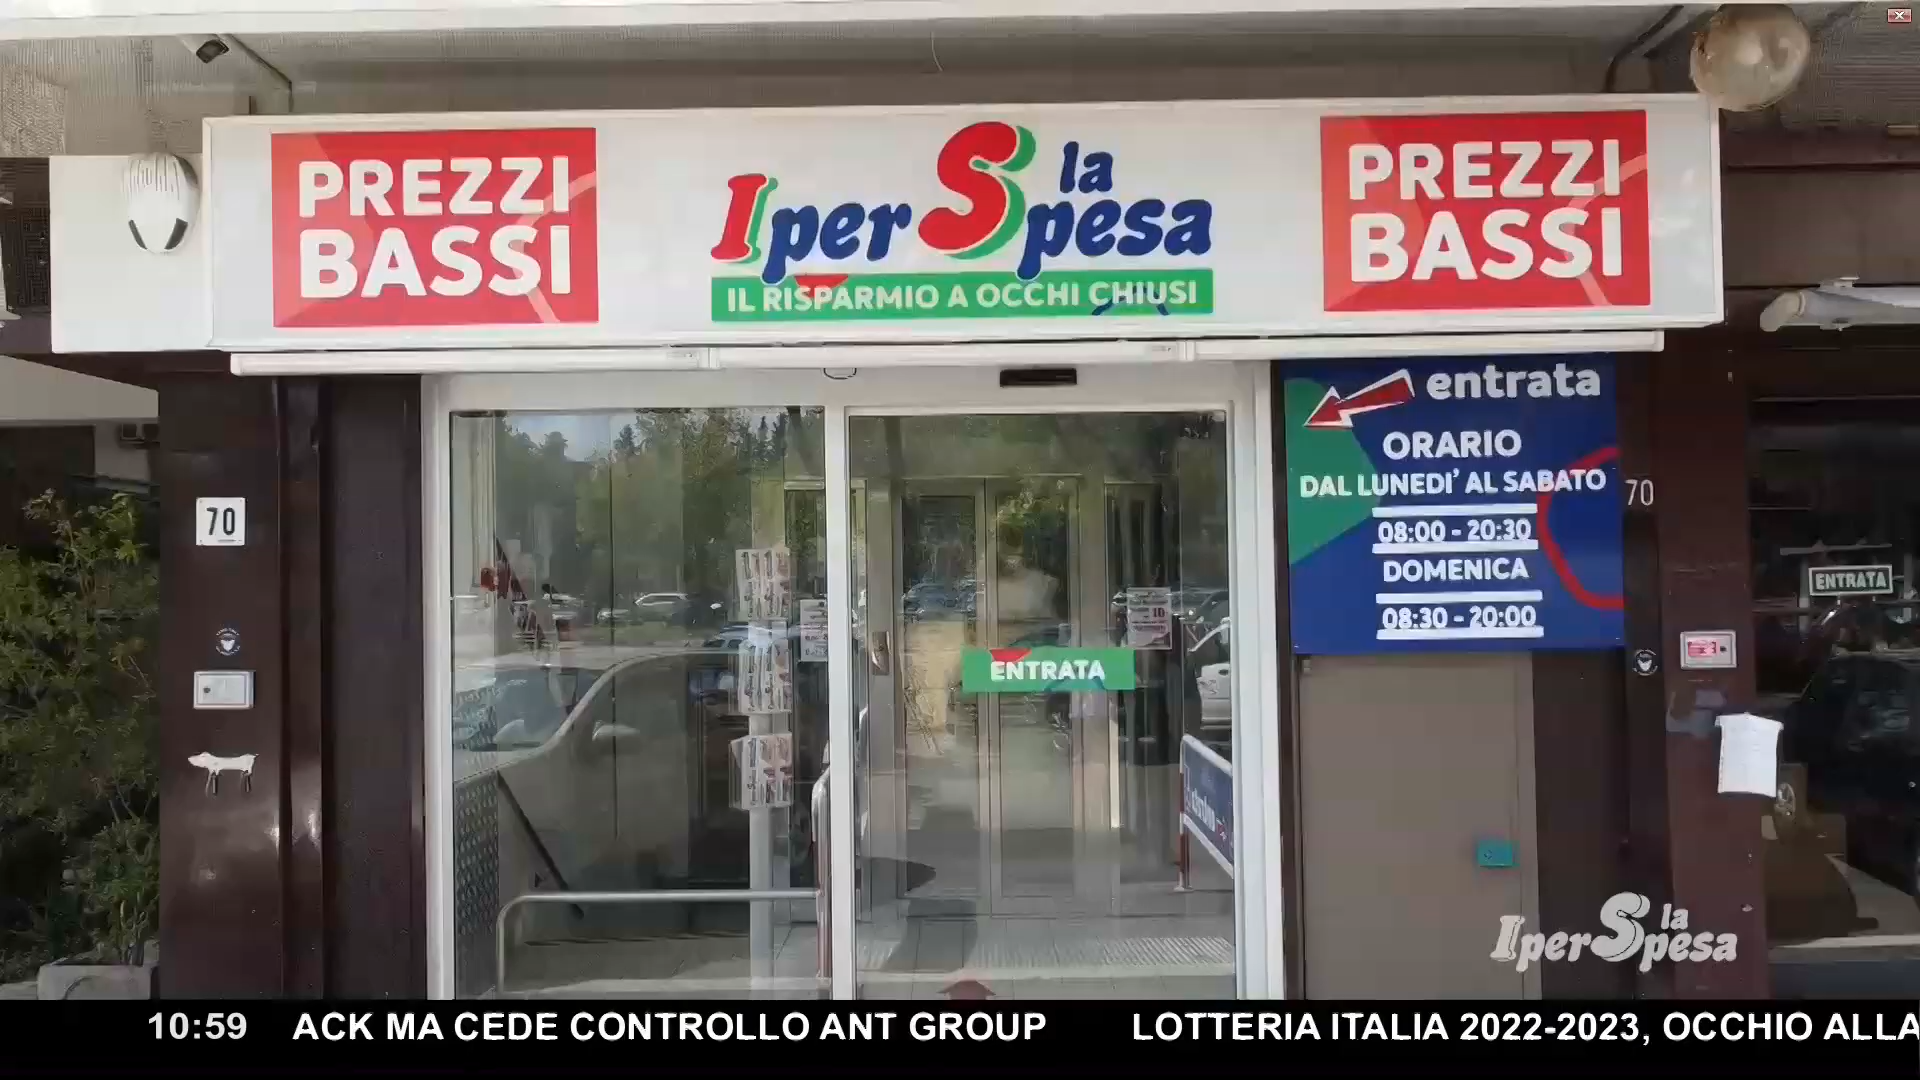 PREZZI
BASSI
Iper la Spesa
IL RISPARMIO A OCCHI CHIUSI
PREZZI
BASSI
entrata
ORARIO
DAL LUNEDI' AL SABATO
08:00 - 20:30
DOMENICA
08:30 - 20:00
70
70
ENTRATA
ENTRATA
Iper la Spesa
10:59 ACK MA CEDE CONTROLLO ANT GROUP LOTTERIA ITALIA 2022-2023, OCCHIO ALLA